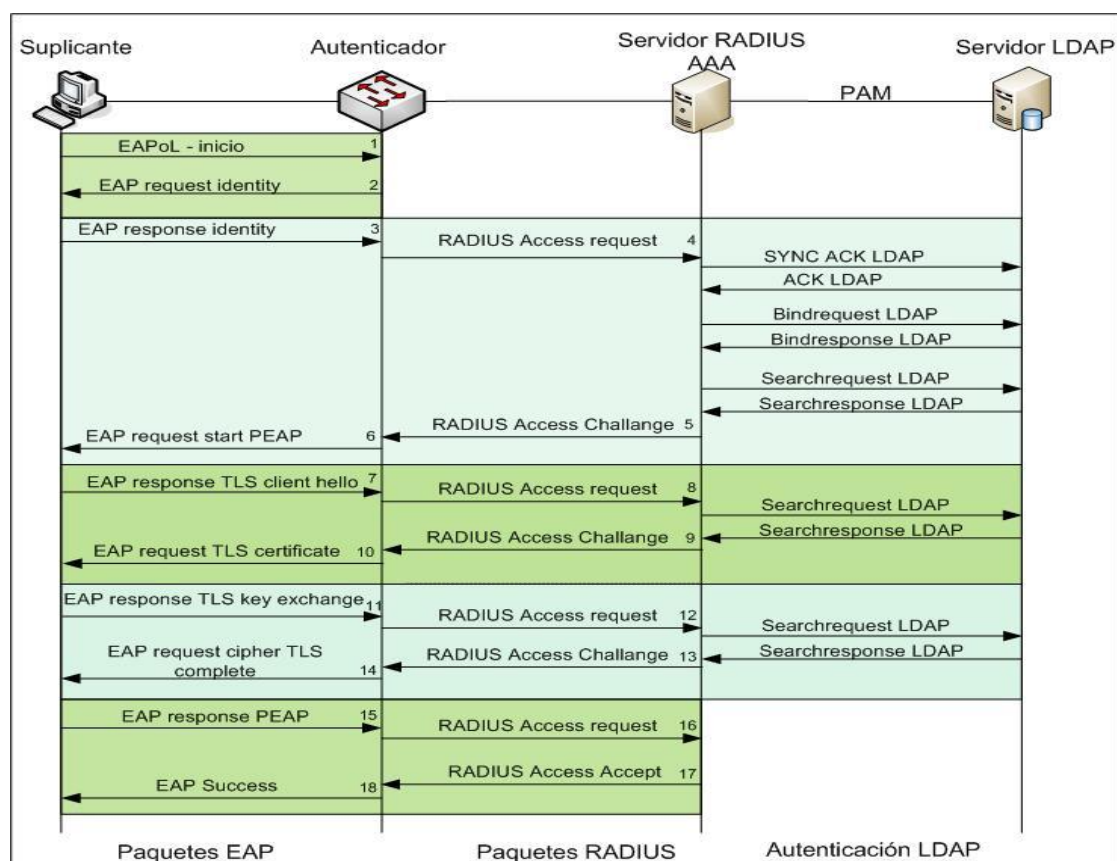 Suplicante
Autenticador
Servidor RADIUS
AAA
Servidor LDAP
PAM
EAPoL - inicio 1
EAP request identity 2
EAP response identity 3
RADIUS Access request 4
SYNC ACK LDAP
ACK LDAP
Bindrequest LDAP
Bindresponse LDAP
Searchrequest LDAP
Searchresponse LDAP
RADIUS Access Challange 5
EAP request start PEAP 6
EAP response TLS client hello 7
RADIUS Access request 8
Searchrequest LDAP
Searchresponse LDAP
RADIUS Access Challange 9
EAP request TLS certificate 10
EAP response TLS key exchange 11
RADIUS Access request 12
Searchrequest LDAP
Searchresponse LDAP
RADIUS Access Challange 13
EAP request cipher TLS
complete 14
EAP response PEAP 15
RADIUS Access request 16
RADIUS Access Accept 17
EAP Success 18
Paquetes EAP
Paquetes RADIUS
Autenticación LDAP